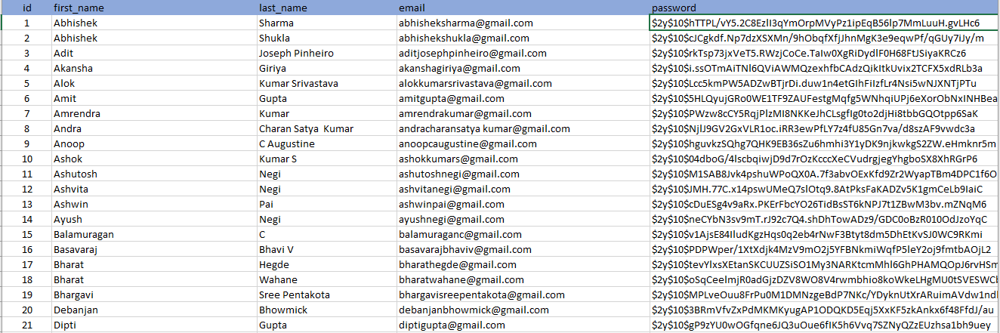 id first_name last_name email password
1 Abhishek Sharma abhisheksharma@gmail.com $2y$10$hTTPL/vY5.2C8EzlI3qYmOrpMVyPz1ipEqB56lp7MmLuuH.gvLHc6
2 Abhishek Shukla abhishekshukla@gmail.com $2y$10$cJCgkdf.Np7dzXSXMn/9hObqfXfjJhnMgK3e9eqwPf/qGUy7iJy/m
3 Adit Joseph Pinheiro aditjosephpinheiro@gmail.com $2y$10$rkTsp73jxVeT5.RWzjCoCe.TaIw0XgRiDydlF0H68FtJSiyaKRCz6
4 Akansha Giriya akanshagiriya@gmail.com $2y$10$i.ssOTmAiTNl6QViAWMQzexhfbCAdzQikItkUvix2TCFX5xdRLb3a
5 Alok Kumar Srivastava alokkumarsrivastava@gmail.com $2y$10$Lcc5kmPW5ADZwBTjrDi.duw1n4etGIhFiIzfLr4Nsi5wNJXNTjPTu
6 Amit Gupta amitgupta@gmail.com $2y$10$5HLQyujGRo0WE1TF9ZAUFestgMqfg5WNhqiUPj6eXorObNxINHBea
7 Amrendra Kumar amrendrakumar@gmail.com $2y$10$PWzw8cCY5RqjPlzMI8NKKeJhCLsgfIg0to2djHi8tbbGQOtpp6SaK
8 Andra Charan Satya Kumar andracharansatya kumar@gmail.com $2y$10$NjlJ9GV2GxVLR1oc.iRR3ewPfLY7z4fU85Gn7va/d8szAF9vwdc3a
9 Anoop C Augustine anoopcaugustine@gmail.com $2y$10$hguvkzSQhg7QHK9EB36sZu6hmhi3Y1yDK9njkwkgS2ZW.eHmknr5m
10 Ashok Kumar S ashokkumars@gmail.com $2y$10$04dboG/4lscbqiwjD9d7rOzKcccXeCVudrgjegYhgboSX8XhRGrP6
11 Ashutosh Negi ashutoshnegi@gmail.com $2y$10$M1SAB8Jvk4pshuWPoQX0A.7f3abvOExKfd9Zr2WyapTBm4DPC1f6O
12 Ashvita Negi ashvitanegi@gmail.com $2y$10$JMH.77C.x14pswUMeQ7slOtq9.8AtPksFaKADZv5K1gmCeLb9IaiC
13 Ashwin Pai ashwinpai@gmail.com $2y$10$cDuESg4v9aRx.PKErFbcYO26TidBsST6kNPJ7t1ZBwM3bv.mZNqM6
14 Ayush Negi ayushnegi@gmail.com $2y$10$neCYbN3sv9mT.rJ92c7Q4.shDhTowADz9/GDC0oBzR010OdJzoYqC
15 Balamuragan C balamuraganc@gmail.com $2y$10$v1AjsE84IludKgzHqs0q2eb4rNwF3Btyt8dm5DhEtKvSJ0WC9RKmi
16 Basavaraj Bhavi V basavarajbhaviv@gmail.com $2y$10$PDPWper/1XtXdjk4MzV9mO2j5YFBNkmiWqfP5leY2oj9fmtbAOjL2
17 Bharat Hegde bharathegde@gmail.com $2y$10$tevYlxsXEtanSKCUUZSiSO1My3NARKtcmMhl6GhPHAMQOpJ6rvHSm
18 Bharat Wahane bharatwahane@gmail.com $2y$10$oSqCeelmjR0adGjzDZV8WO8V4rwmbhio8koWkeLHgMU0tSVESWCl
19 Bhargavi Sree Pentakota bhargavisreepentakota@gmail.com $2y$10$MPLveOuu8FrPu0M1DMNzgeBdP7NKc/YDyknUtXrARuimAVdw1ndl
20 Debanjan Bhowmick debanjanbhowmick@gmail.com $2y$10$3BRmVfvZxPdMKMKyugAP1ODQKD5Eqj5XxKF5zkAnkx6f48FfdJ/au
21 Dipti Gupta diptigupta@gmail.com $2y$10$gP9zYU0wOGfqne6JQ3uOue6fIK5h6Vvq7SZNyQZzEUzhsa1bh9uey